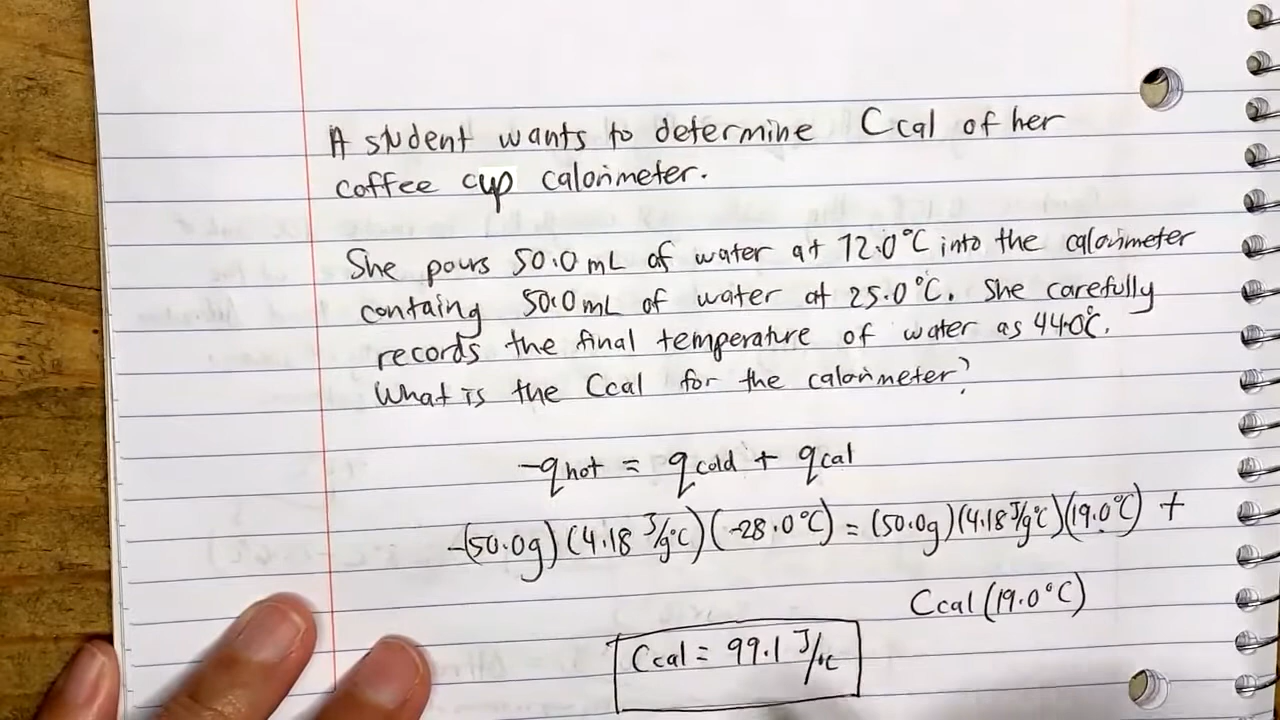 A student wants to determine Ccal of her
coffee cup calorimeter.
She pours 50.0 mL of water at 72.0°C into the calorimeter
containg 50.0 mL of water at 25.0°C. She carefully
records the final temperature of water as 44.0°C.
What is the Ccal for the calorimeter?
-qhot = qcold + qcal
-(50.0g)(4.18 J/g°C)(-28.0°C) = (50.0g)(4.18 J/g°C)(19.0°C) +
Ccal(19.0°C)
Ccal = 99.1 J/°C